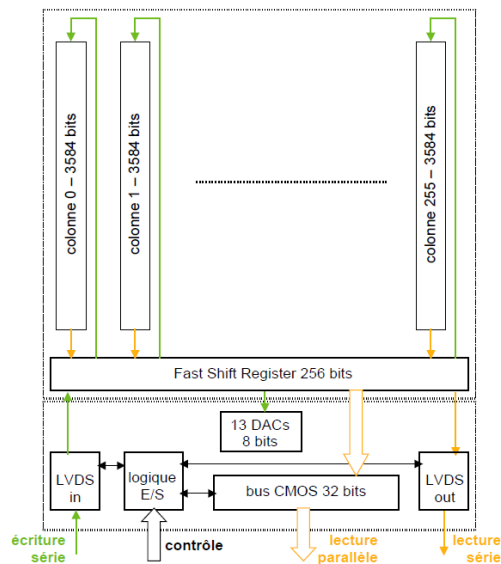 colonne 0 – 3584 bits
colonne 1 – 3584 bits
colonne 255 – 3584 bits
Fast Shift Register 256 bits
13 DACs
8 bits
LVDS
in
logique
E/S
bus CMOS 32 bits
LVDS
out
écriture
série
contrôle
lecture
parallèle
lecture
série